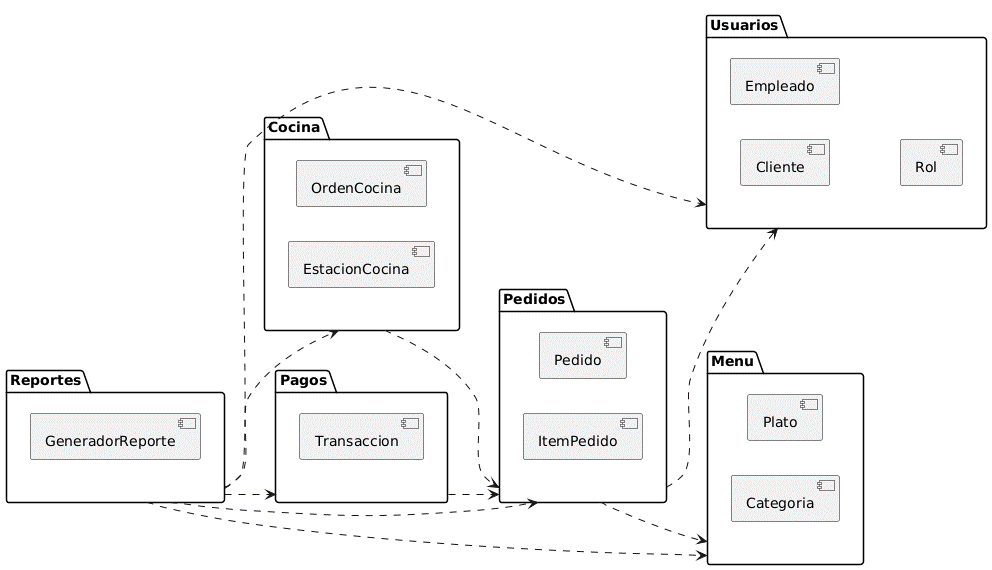 Usuarios
Empleado
Cliente
Rol
Cocina
OrdenCocina
EstacionCocina
Pedidos
Pedido
ItemPedido
Menu
Plato
Categoria
Reportes
GeneradorReporte
Pagos
Transaccion